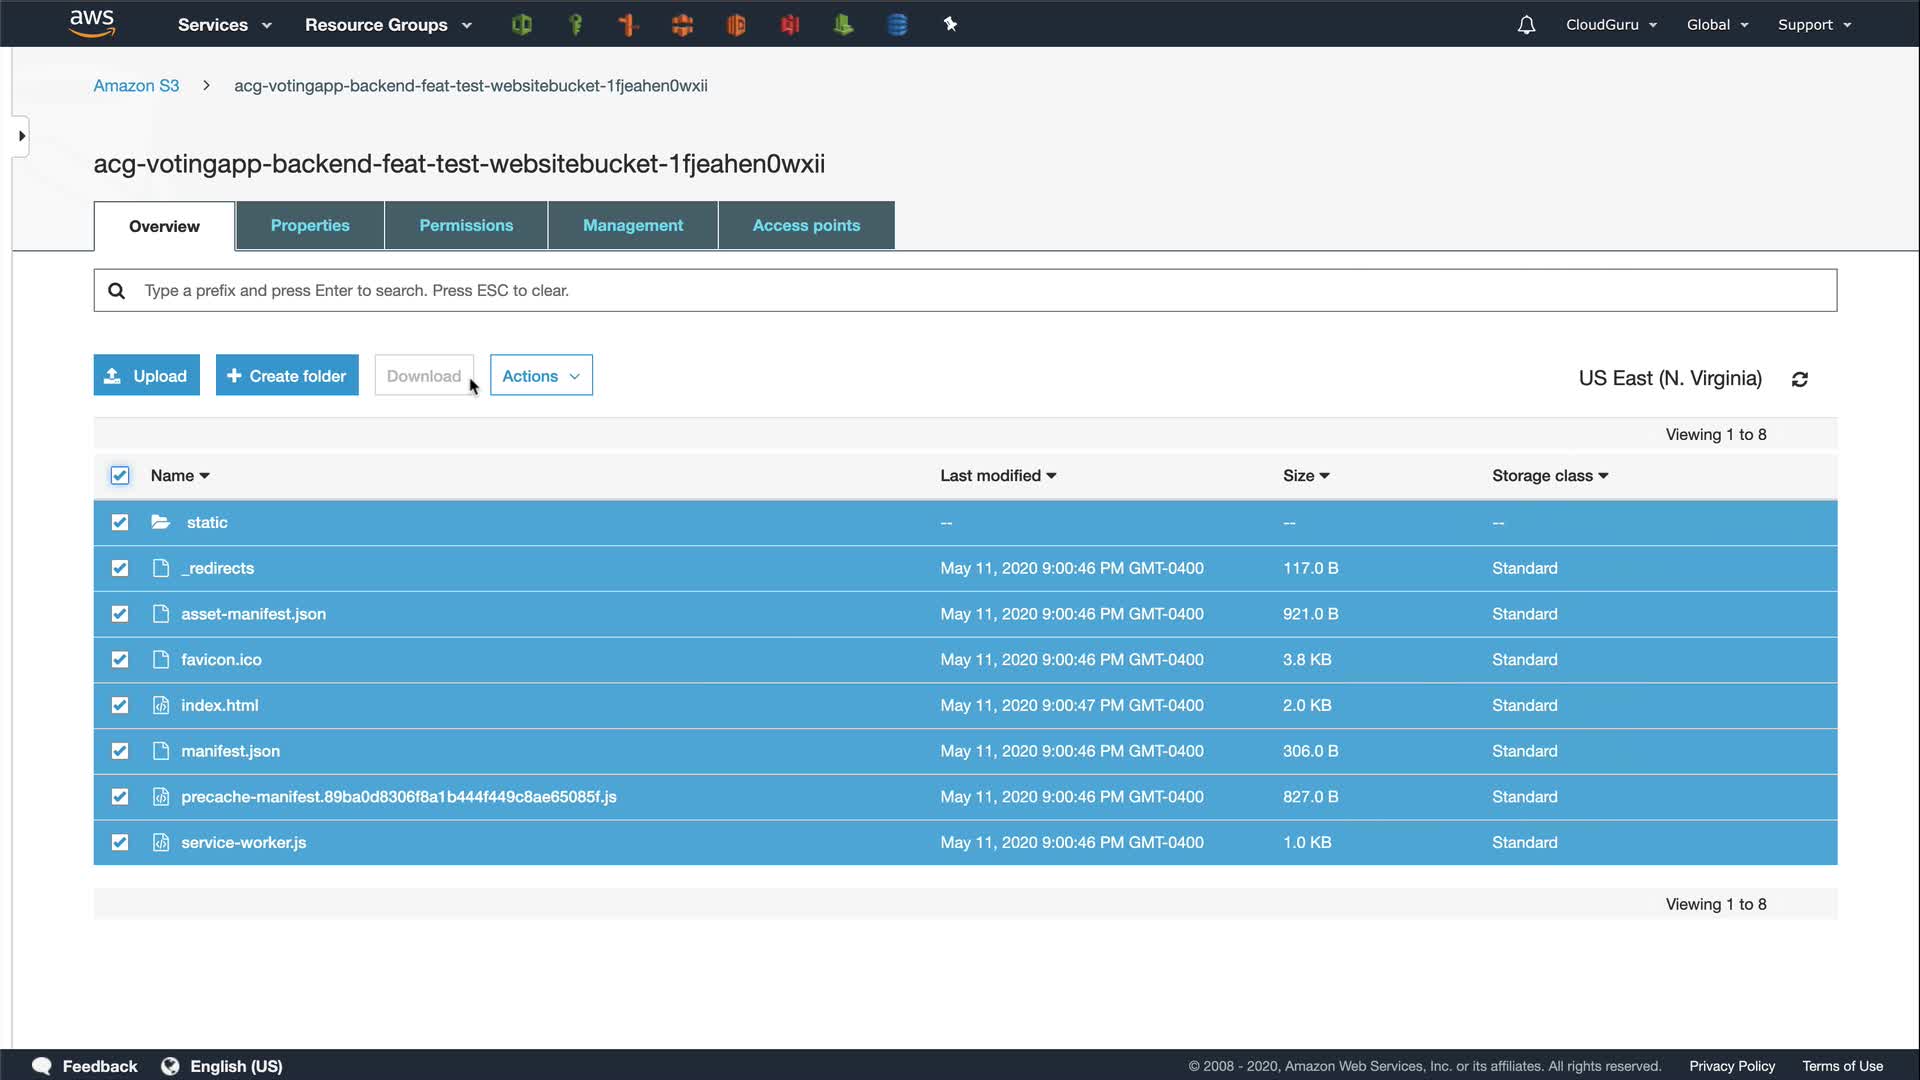 aws Services Resource Groups CloudGuru Global Support
Amazon S3 acg-votingapp-backend-feat-test-websitebucket-1fjeahen0wxii
acg-votingapp-backend-feat-test-websitebucket-1fjeahen0wxii
Overview Properties Permissions Management Access points
Type a prefix and press Enter to search. Press ESC to clear.
Upload Create folder Download Actions US East (N. Virginia)
Viewing 1 to 8
Name Last modified Size Storage class
static -- -- --
_redirects May 11, 2020 9:00:46 PM GMT-0400 117.0 B Standard
asset-manifest.json May 11, 2020 9:00:46 PM GMT-0400 921.0 B Standard
favicon.ico May 11, 2020 9:00:46 PM GMT-0400 3.8 KB Standard
index.html May 11, 2020 9:00:47 PM GMT-0400 2.0 KB Standard
manifest.json May 11, 2020 9:00:46 PM GMT-0400 306.0 B Standard
precache-manifest.89ba0d8306f8a1b444f449c8ae65085f.js May 11, 2020 9:00:46 PM GMT-0400 827.0 B Standard
service-worker.js May 11, 2020 9:00:46 PM GMT-0400 1.0 KB Standard
Viewing 1 to 8
Feedback English (US) © 2008 - 2020, Amazon Web Services, Inc. or its affiliates. All rights reserved. Privacy Policy Terms of Use